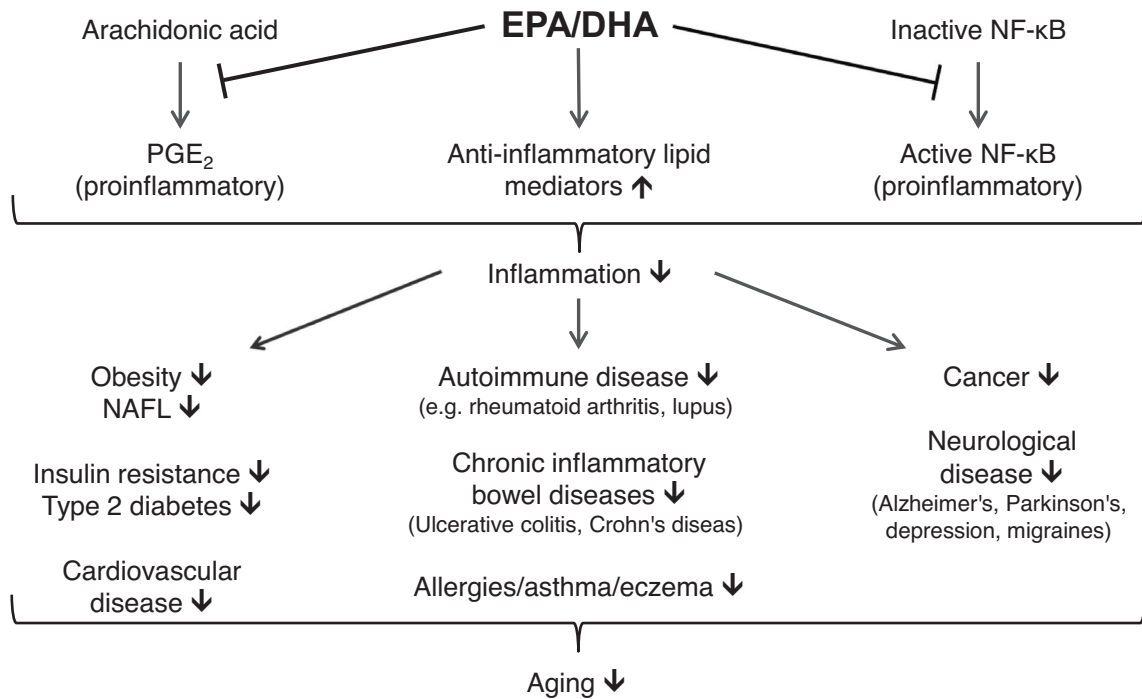 Arachidonic acid
EPA/DHA
Inactive NF-κB
PGE₂
(proinflammatory)
Anti-inflammatory lipid
mediators ↑
Active NF-κB
(proinflammatory)
Inflammation ↓
Obesity ↓
NAFL ↓
Insulin resistance ↓
Type 2 diabetes ↓
Cardiovascular
disease ↓
Autoimmune disease ↓
(e.g. rheumatoid arthritis, lupus)
Chronic inflammatory
bowel diseases ↓
(Ulcerative colitis, Crohn's diseas)
Allergies/asthma/eczema ↓
Cancer ↓
Neurological
disease ↓
(Alzheimer's, Parkinson's,
depression, migraines)
Aging ↓